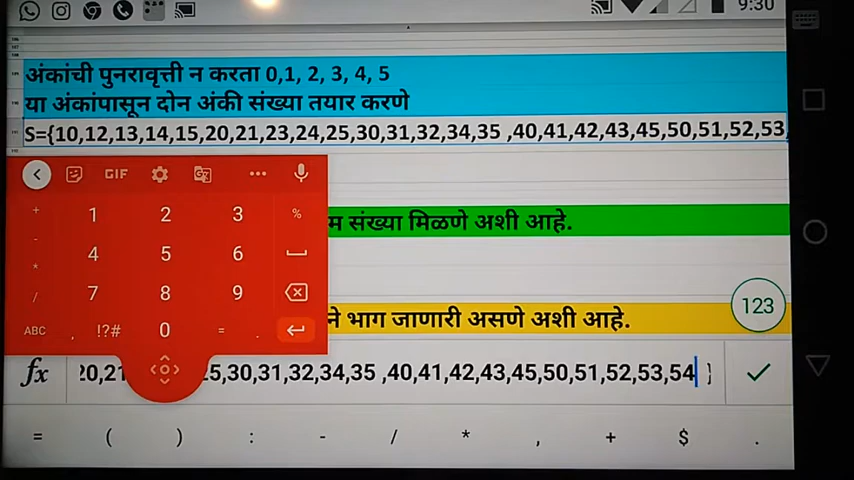 9:30
अंकांची पुनरावृत्ती न करता 0,1, 2, 3, 4, 5
या अंकांपासून दोन अंकी संख्या तयार करणे
S={10,12,13,14,15,20,21,23,24,25,30,31,32,34,35 ,40,41,42,43,45,50,51,52,53,
GIF
+ 1 2 3 %
- 4 5 6
* 7 8 9
/
ABC , !?# 0 = .
संख्या मिळणे अशी आहे.
123
ने भाग जाणारी असणे अशी आहे.
fx 20,21 25,30,31,32,34,35 ,40,41,42,43,45,50,51,52,53,54 }
= ( ) : - / * , + $ .